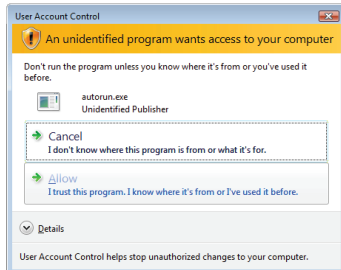 User Account Control
An unidentified program wants access to your computer
Don't run the program unless you know where it's from or you've used it
before.
autorun.exe
Unidentified Publisher
Cancel
I don't know where this program is from or what it's for.
Allow
I trust this program. I know where it's from or I've used it before.
Details
User Account Control helps stop unauthorized changes to your computer.